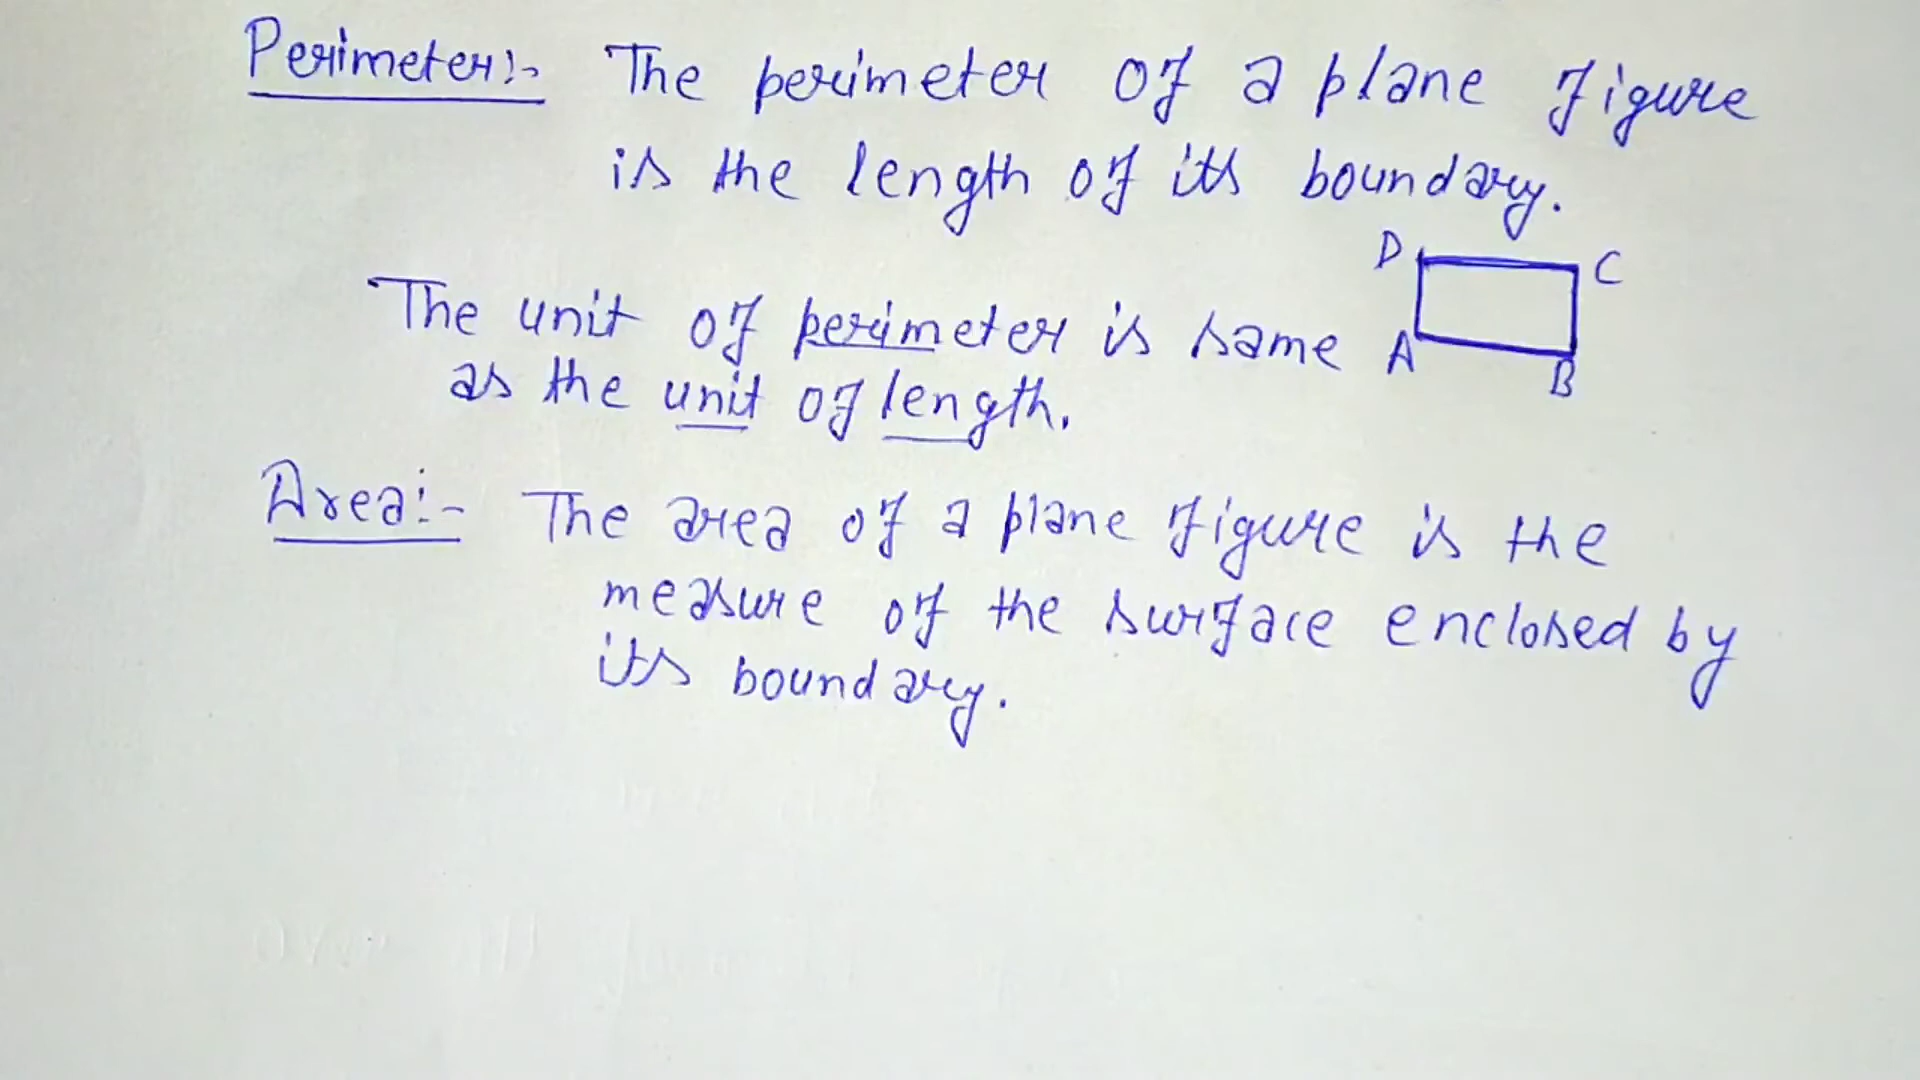 Perimeter:- The perimeter of a plane figure
is the length of its boundary.
D C
The unit of perimeter is same
A B
as the unit of length.
Area:- The area of a plane figure is the
measure of the surface enclosed by
its boundary.